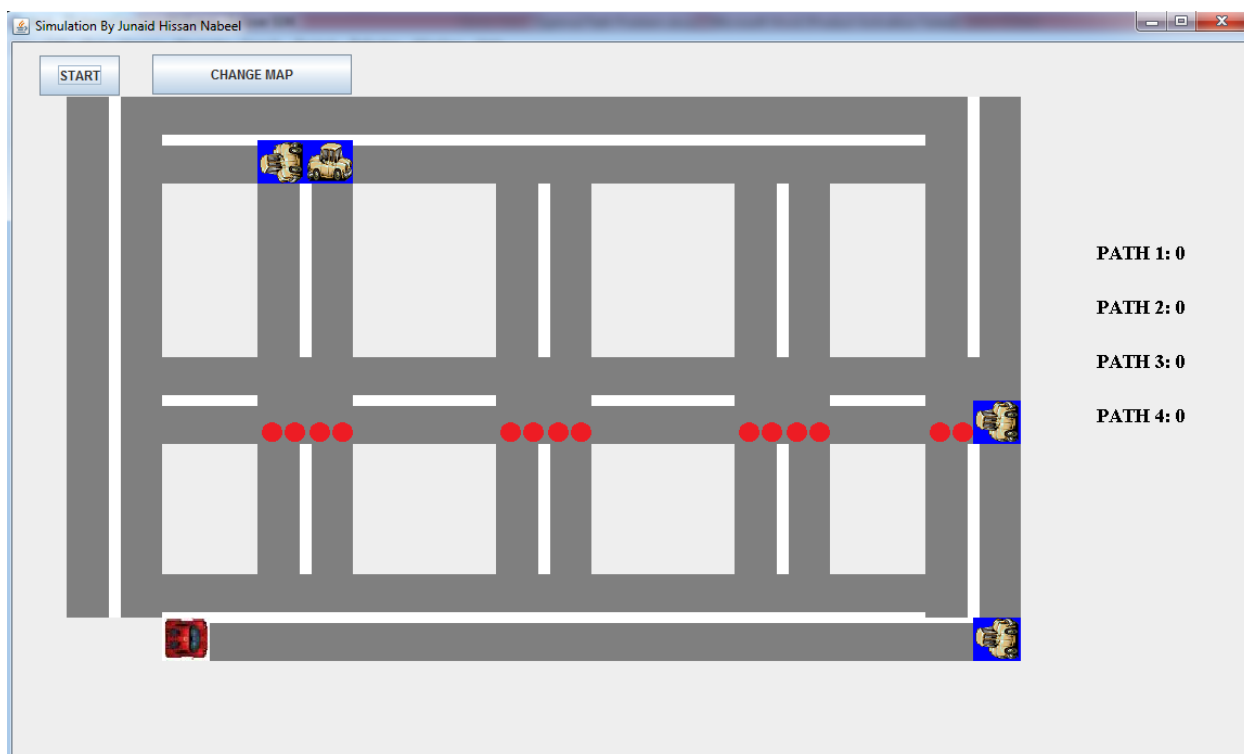 Simulation By Junaid Hissan Nabeel
START
CHANGE MAP
PATH 1: 0
PATH 2: 0
PATH 3: 0
PATH 4: 0